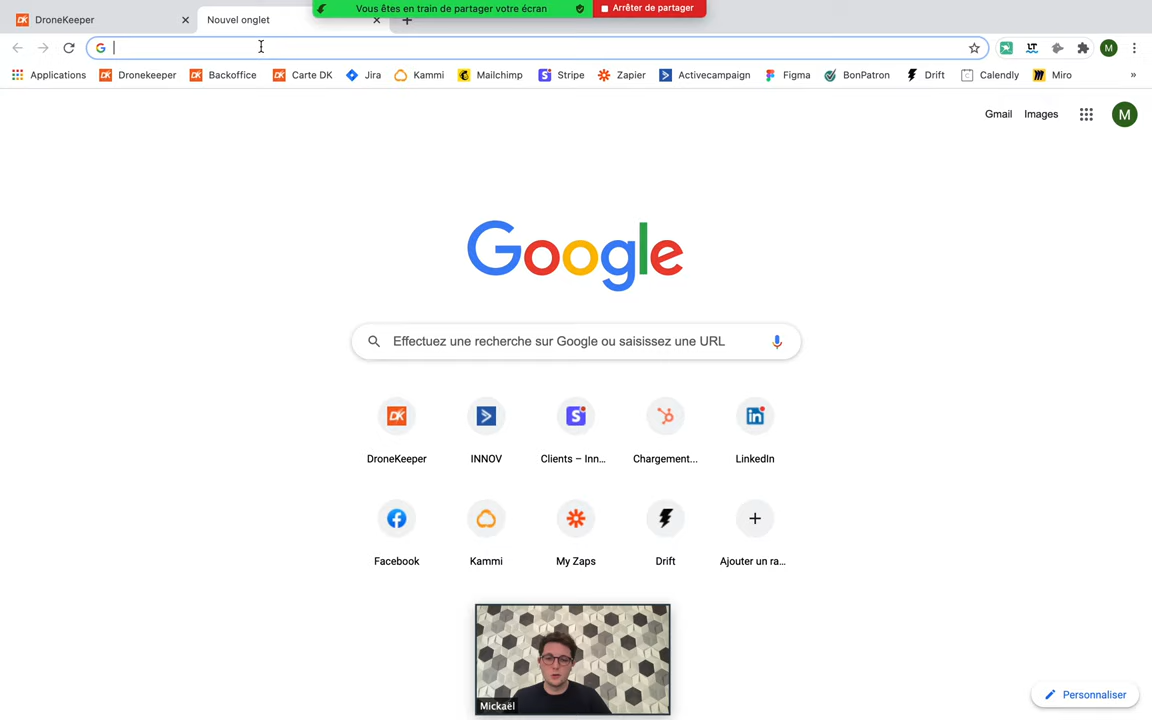 DroneKeeper
Nouvel onglet
Vous êtes en train de partager votre écran
Arrêter de partager
Applications
Dronekeeper
Backoffice
Carte DK
Jira
Kammi
Mailchimp
Stripe
Zapier
Activecampaign
Figma
BonPatron
Drift
Calendly
Miro
»
M
Gmail
Images
M
Google
Effectuez une recherche sur Google ou saisissez une URL
DroneKeeper
INNOV
Clients – Inn...
Chargement...
LinkedIn
Facebook
Kammi
My Zaps
Drift
Ajouter un ra...
Mickaël
Personnaliser